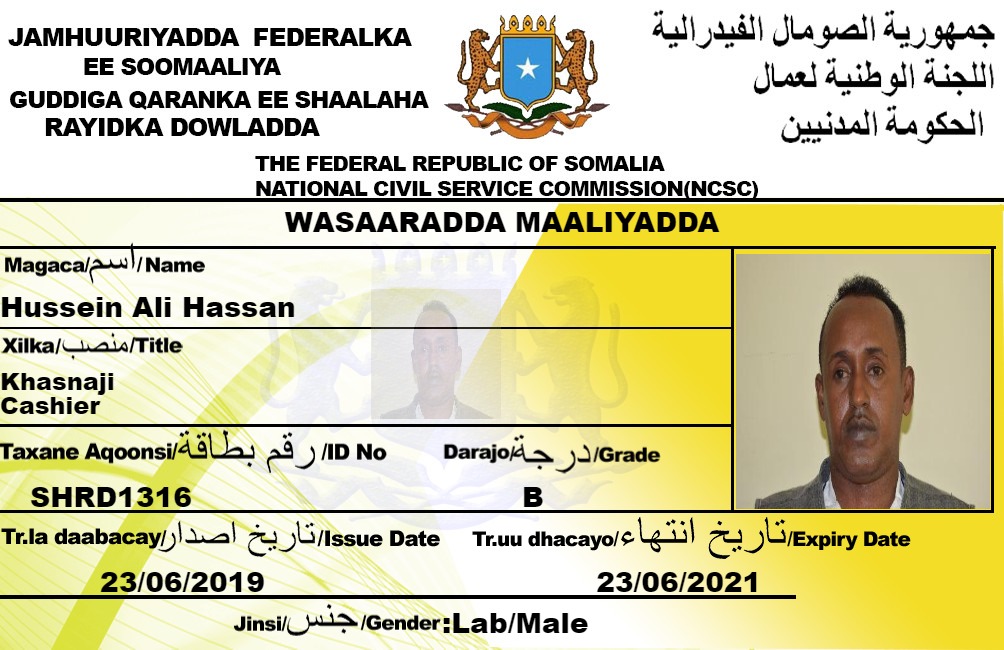 JAMHUURIYADDA FEDERALKA
EE SOOMAALIYA
GUDDIGA QARANKA EE SHAALAHA
RAYIDKA DOWLADDA
جمهورية الصومال الفيدرالية
اللجنة الوطنية لعمال
الحكومة المدنيين
THE FEDERAL REPUBLIC OF SOMALIA
NATIONAL CIVIL SERVICE COMMISSION(NCSC)
WASAARADDA MAALIYADDA
Magaca/اسم/Name
Hussein Ali Hassan
Xilka/منصب/Title
Khasnaji
Cashier
Taxane Aqoonsi/رقم بطاقة/ID No
SHRD1316
Darajo/درجة/Grade
B
Tr.la daabacay/تاريخ اصدار/Issue Date
23/06/2019
Tr.uu dhacayo/تاريخ انتهاء/Expiry Date
23/06/2021
Jinsi/جنس/Gender:Lab/Male